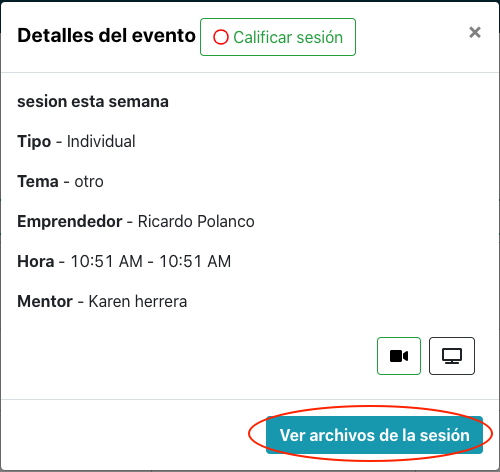 Detalles del evento
Calificar sesión
×
sesion esta semana
Tipo - Individual
Tema - otro
Emprendedor - Ricardo Polanco
Hora - 10:51 AM - 10:51 AM
Mentor - Karen herrera
Ver archivos de la sesión